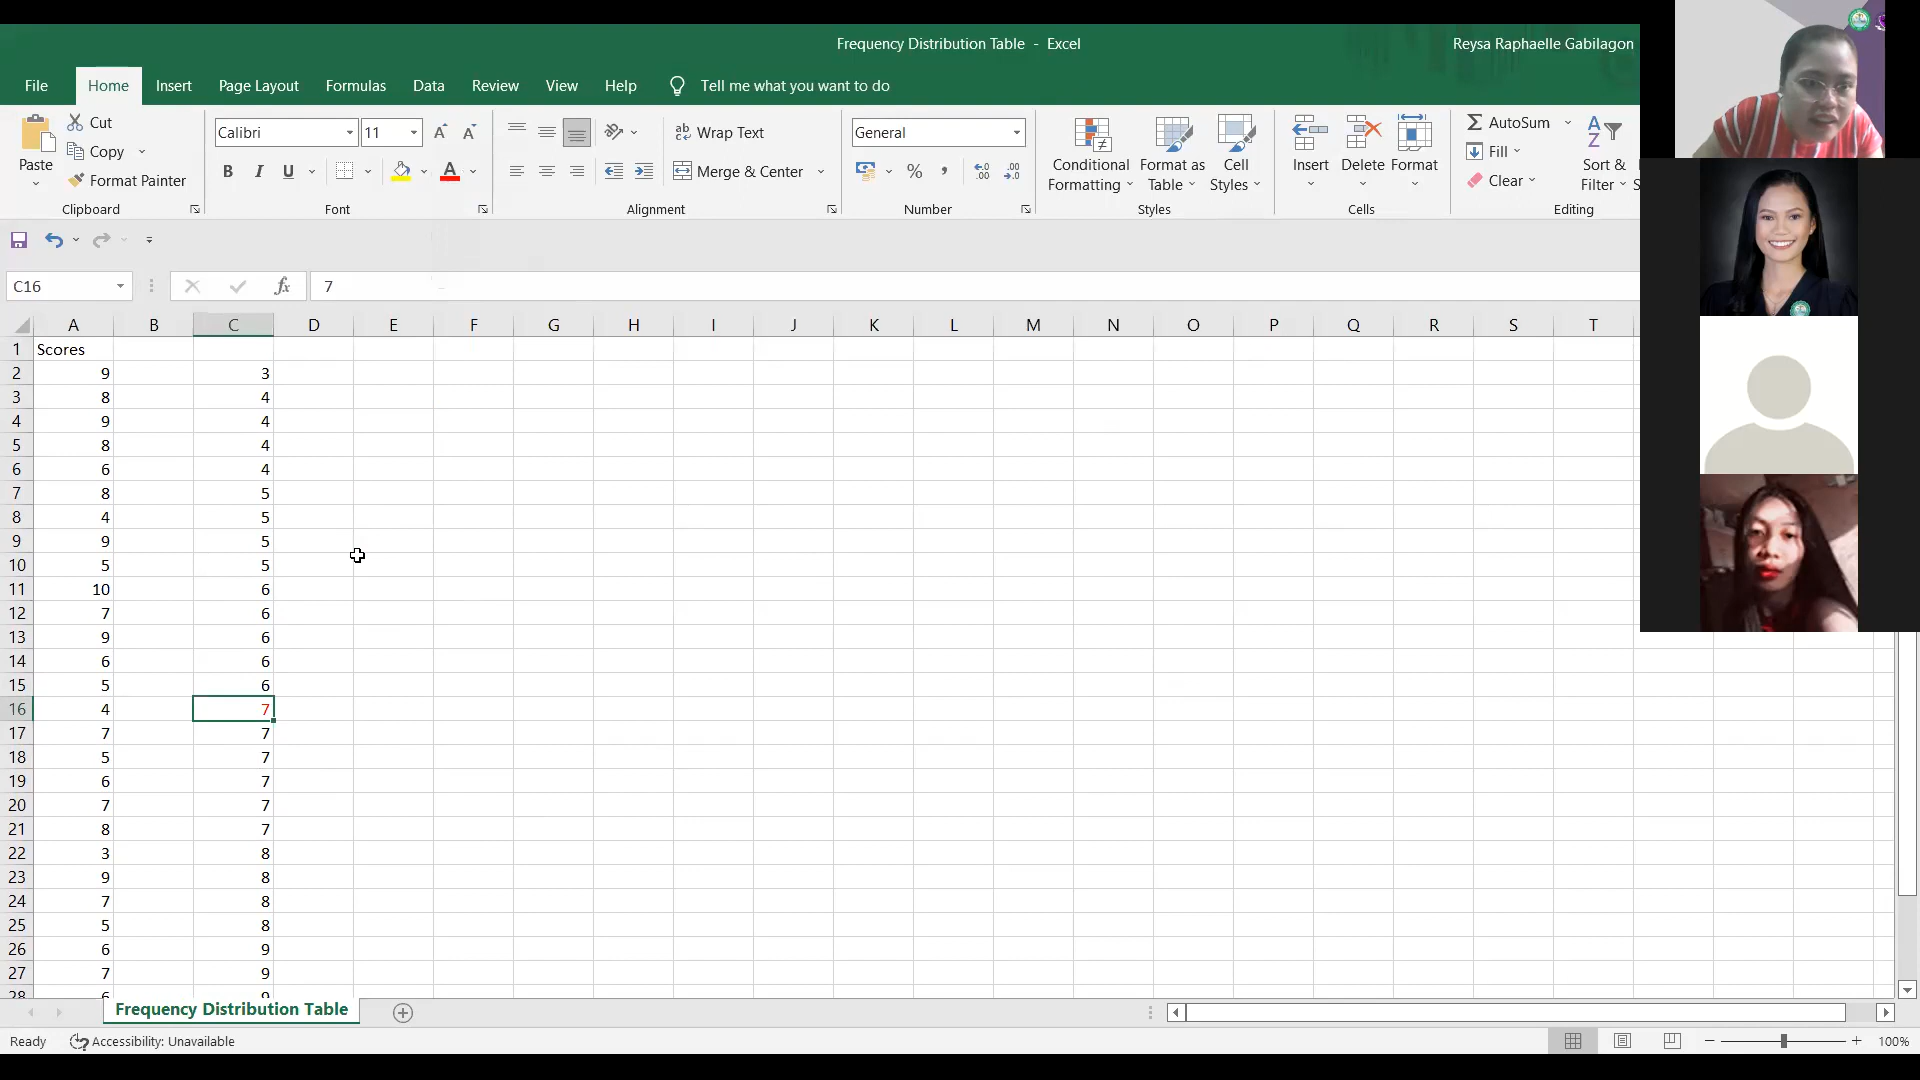 Frequency Distribution Table - Excel
Reysa Raphaelle Gabilagon
File Home Insert Page Layout Formulas Data Review View Help Tell me what you want to do
Paste
Cut
Copy
Format Painter
Clipboard
Calibri 11
B I U
Font
Wrap Text
Merge & Center
Alignment
General
%
Number
Conditional Formatting
Format as Table
Cell Styles
Styles
Insert Delete Format
Cells
AutoSum
Fill
Clear
Sort & Filter
Editing
C16 fx 7
A B C D E F G H I J K L M N O P Q R S T
1 Scores
2 9 3
3 8 4
4 9 4
5 8 4
6 6 4
7 8 5
8 4 5
9 9 5
10 5 5
11 10 6
12 7 6
13 9 6
14 6 6
15 5 6
16 4 7
17 7 7
18 5 7
19 6 7
20 7 7
21 8 7
22 3 8
23 9 8
24 7 8
25 5 8
26 6 9
27 7 9
28 6 9
Frequency Distribution Table
Ready Accessibility: Unavailable 100%